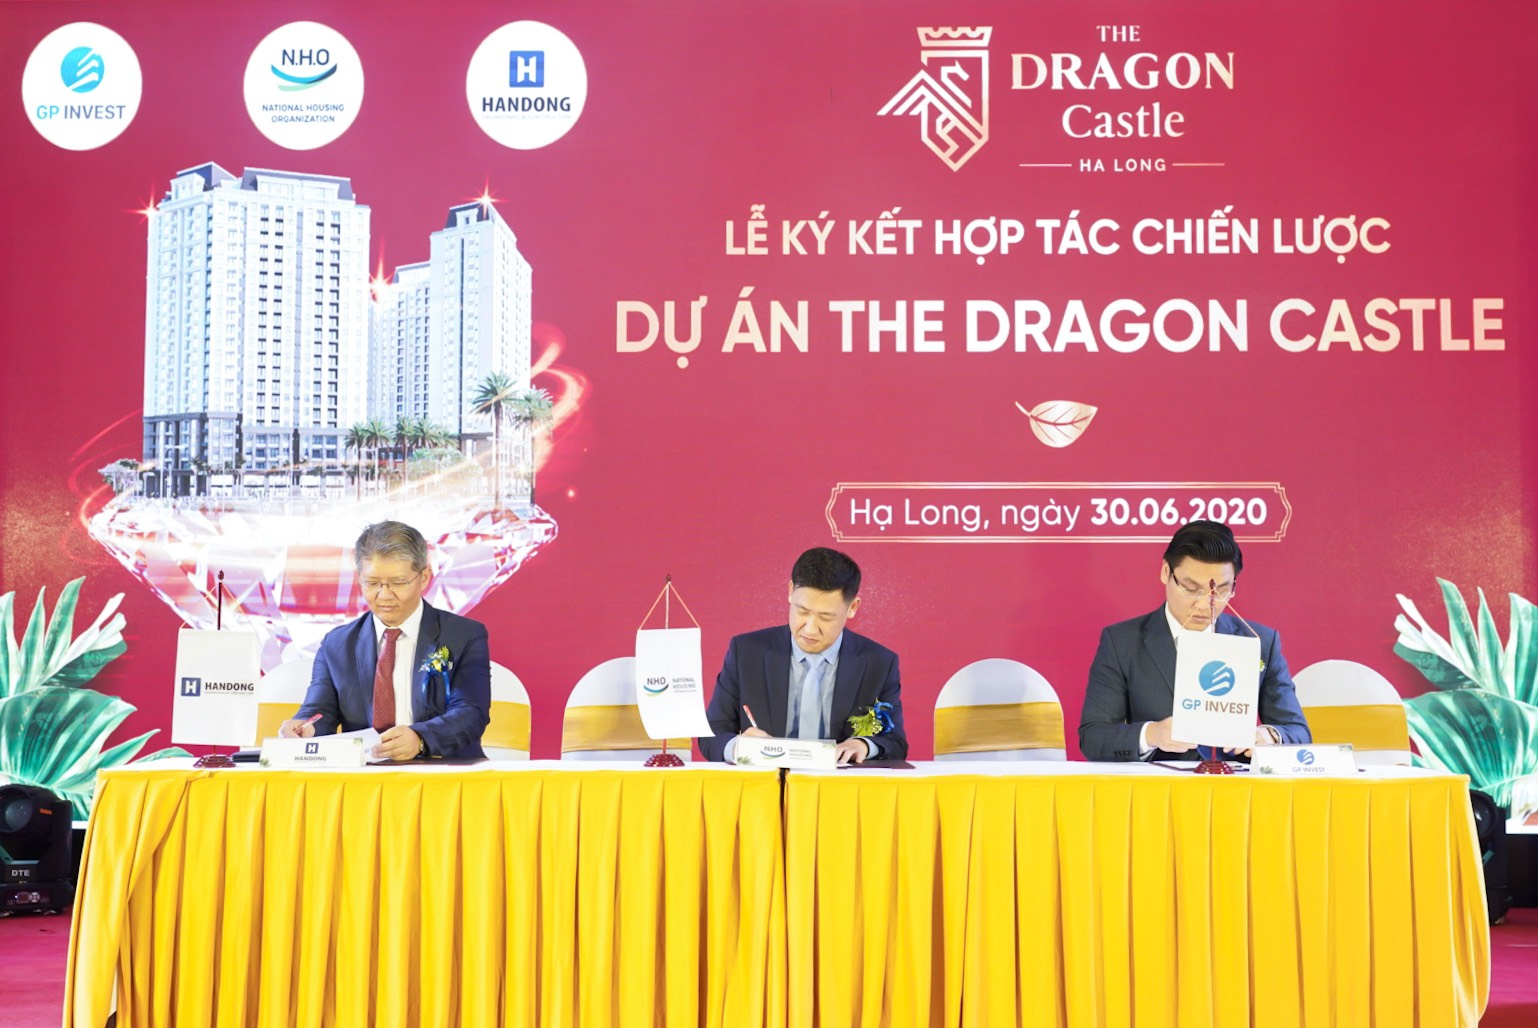 GP INVEST
N.H.O
NATIONAL HOUSING
ORGANIZATION
H
HANDONG
ENGINEERING & CONSTRUCTION
THE
DRAGON
Castle
HA LONG
LỄ KÝ KẾT HỢP TÁC CHIẾN LƯỢC
DỰ ÁN THE DRAGON CASTLE
Hạ Long, ngày 30.06.2020
H HANDONG
N.H.O
NATIONAL
HOUSING
GP INVEST
H
HANDONG
N.H.O
NATIONAL
HOUSING
GP INVEST
DTE